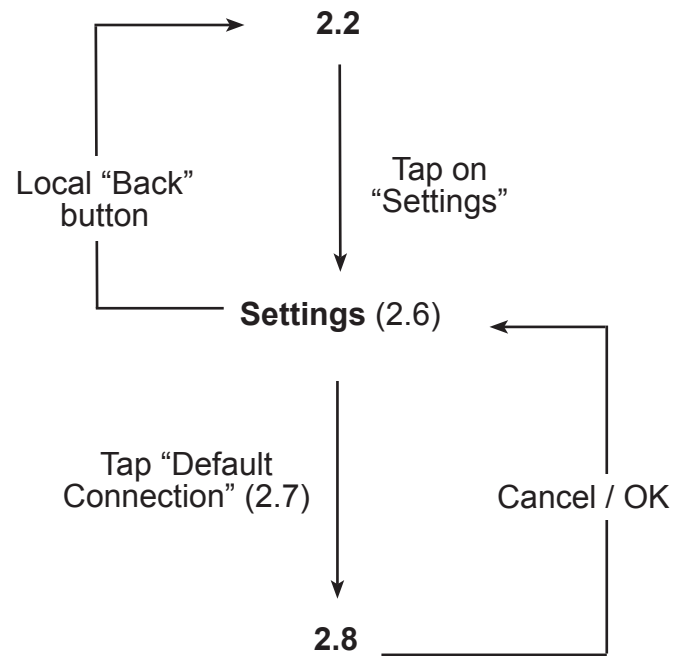 2.2
Local “Back”
button
Tap on
“Settings”
Settings (2.6)
Tap “Default
Connection” (2.7)
Cancel / OK
2.8